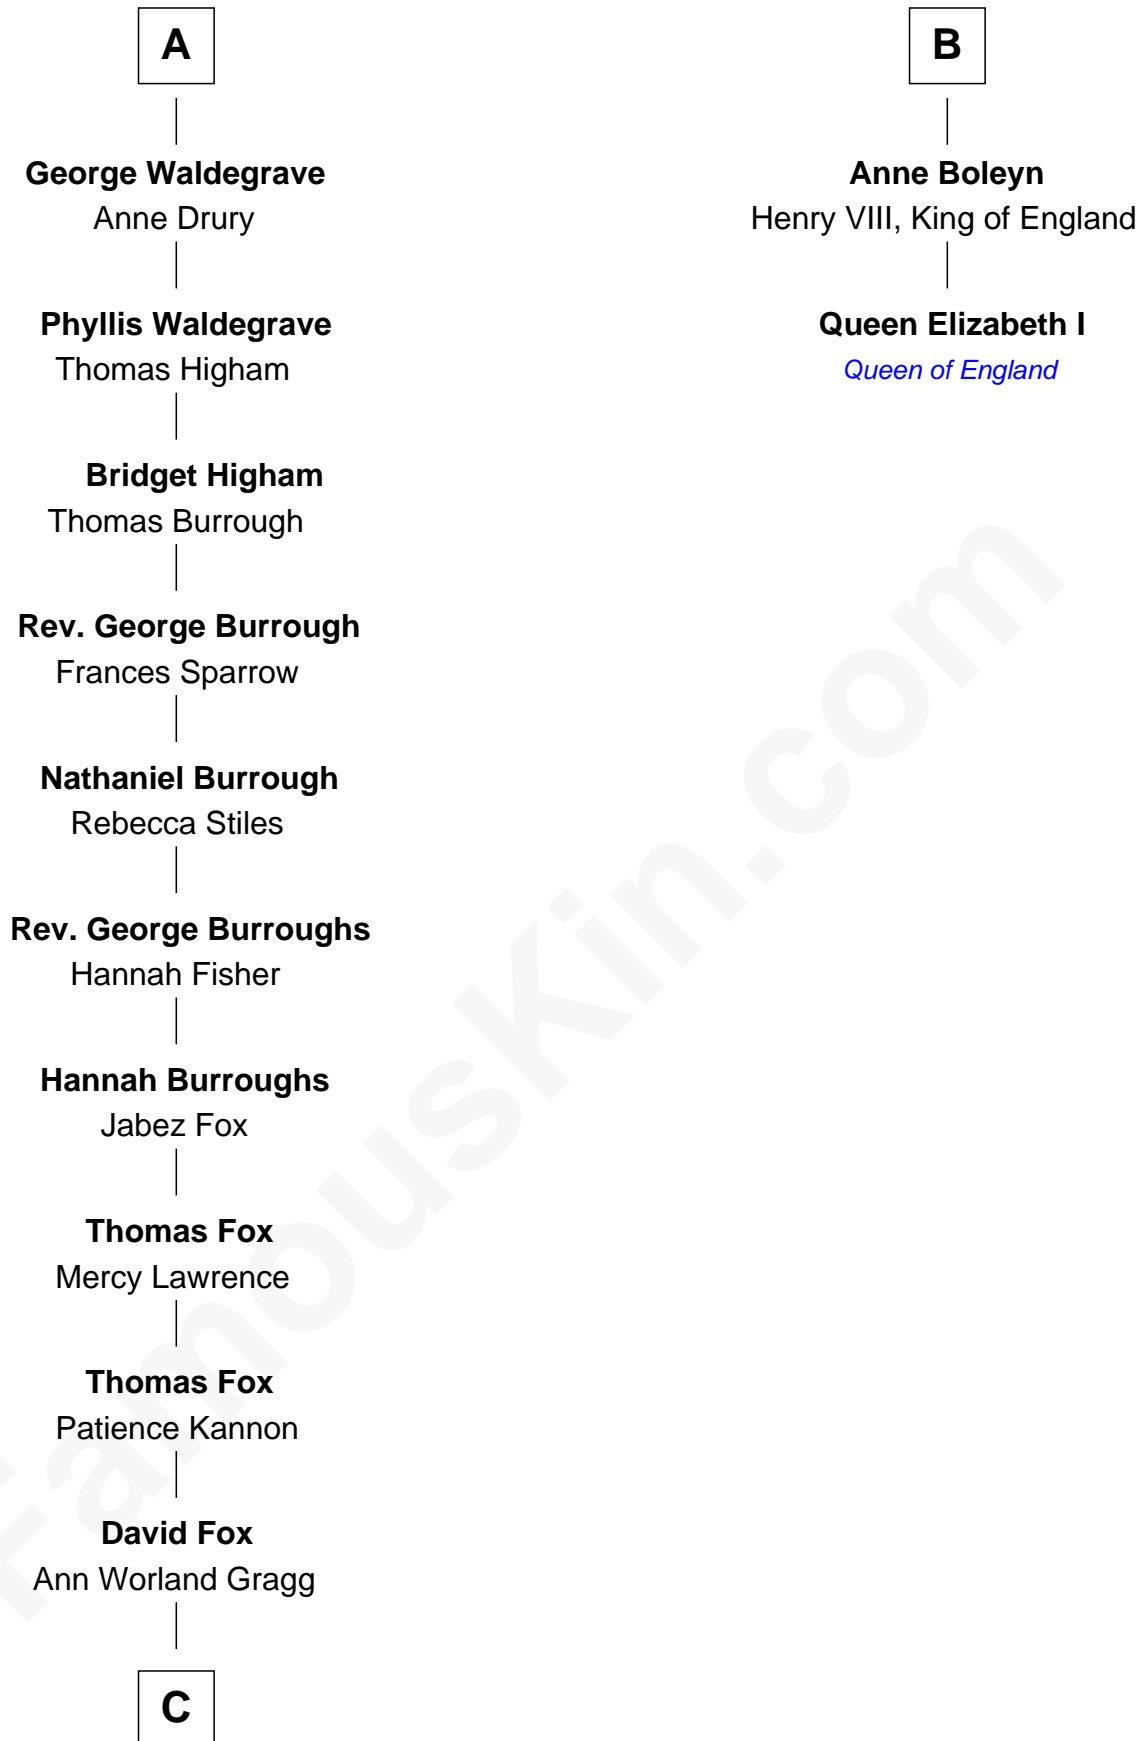 A
George Waldegrave
Anne Drury
Phyllis Waldegrave
Thomas Higham
Bridget Higham
Thomas Burrough
Rev. George Burrough
Frances Sparrow
Nathaniel Burrough
Rebecca Stiles
Rev. George Burroughs
Hannah Fisher
Hannah Burroughs
Jabez Fox
Thomas Fox
Mercy Lawrence
Thomas Fox
Patience Kannon
David Fox
Ann Worland Gragg
C
B
Anne Boleyn
Henry VIII, King of England
Queen Elizabeth I
Queen of England
FamousKin.com